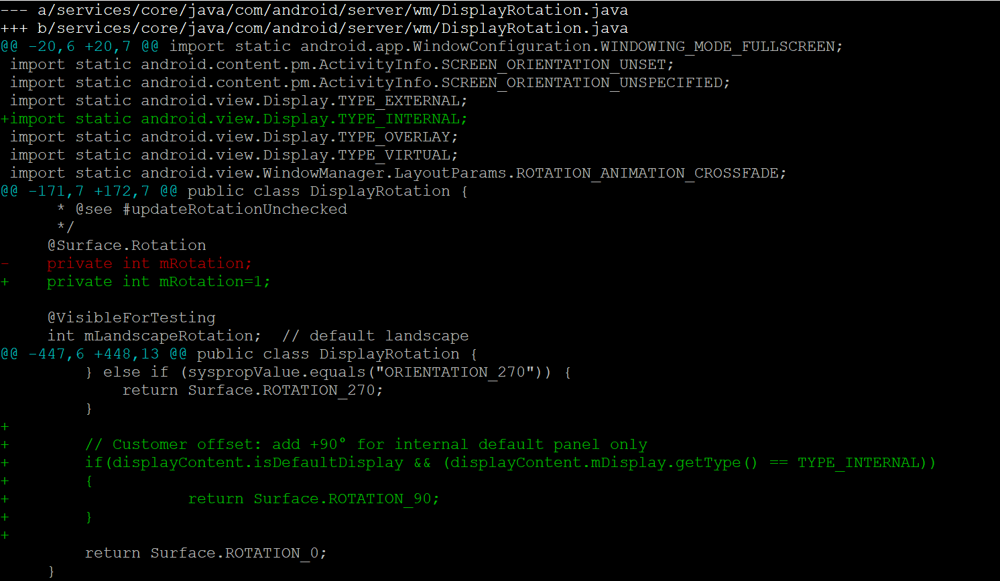 --- a/services/core/java/com/android/server/wm/DisplayRotation.java
+++ b/services/core/java/com/android/server/wm/DisplayRotation.java
@@ -20,6 +20,7 @@ import static android.app.WindowConfiguration.WINDOWING_MODE_FULLSCREEN;
 import static android.content.pm.ActivityInfo.SCREEN_ORIENTATION_UNSET;
 import static android.content.pm.ActivityInfo.SCREEN_ORIENTATION_UNSPECIFIED;
 import static android.view.Display.TYPE_EXTERNAL;
+import static android.view.Display.TYPE_INTERNAL;
 import static android.view.Display.TYPE_OVERLAY;
 import static android.view.Display.TYPE_VIRTUAL;
 import static android.view.WindowManager.LayoutParams.ROTATION_ANIMATION_CROSSFADE;
@@ -171,7 +172,7 @@ public class DisplayRotation {
      * @see #updateRotationUnchecked
      */
     @Surface.Rotation
-    private int mRotation;
+    private int mRotation=1;

     @VisibleForTesting
     int mLandscapeRotation;  // default landscape
@@ -447,6 +448,13 @@ public class DisplayRotation {
         } else if (syspropValue.equals("ORIENTATION_270")) {
             return Surface.ROTATION_270;
         }
+
+        // Customer offset: add +90° for internal default panel only
+        if(displayContent.isDefaultDisplay && (displayContent.mDisplay.getType() == TYPE_INTERNAL))
+        {
+                   return Surface.ROTATION_90;
+        }
+
         return Surface.ROTATION_0;
     }